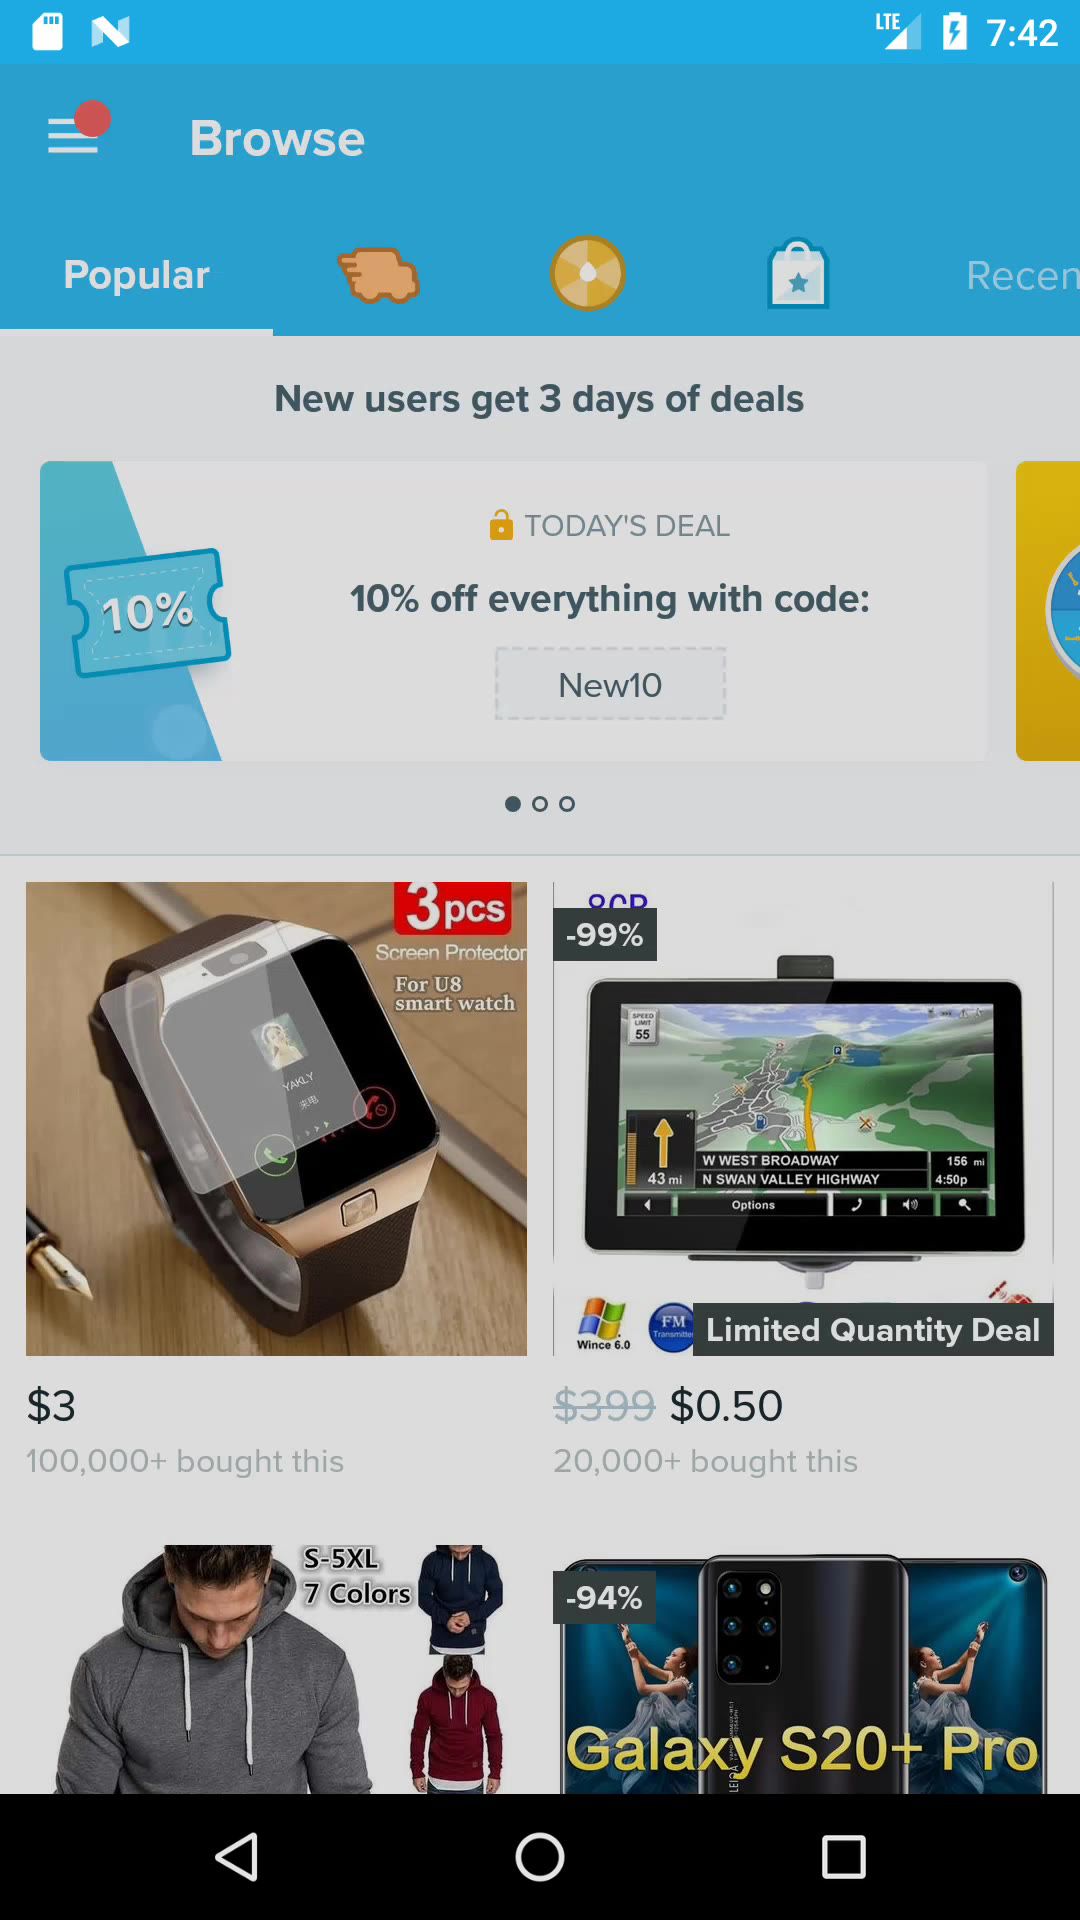 LTE 7:42
Browse
Popular
Recen
New users get 3 days of deals
10%
TODAY'S DEAL
10% off everything with code:
New10
3pcs
Screen Protector
For U8
smart watch
YAKLY
来电
8GB
-99%
SPEED
LIMIT
55
W WEST BROADWAY
156 mi
43 mi
N SWAN VALLEY HIGHWAY
4:50p
Options
Wince 6.0
FM
Transmitter
Limited Quantity Deal
$3
$399 $0.50
100,000+ bought this
20,000+ bought this
S-5XL
7 Colors
-94%
Galaxy S20+ Pro